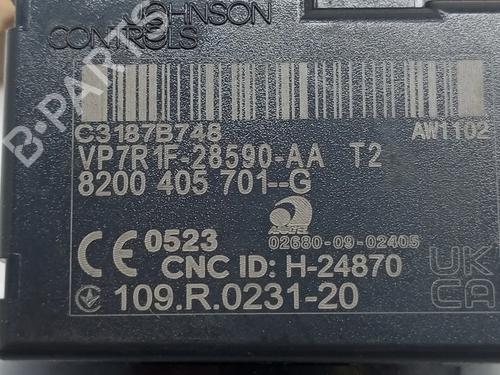 JOHNSON
CONTROLS
B-PARTS
C3187B748
AW1102
VP7R1F-28590-AA T2
8200 405 701--G
02680-09-02405
CE 0523
CNC ID: H-24870
UK
CA
109.R.0231-20